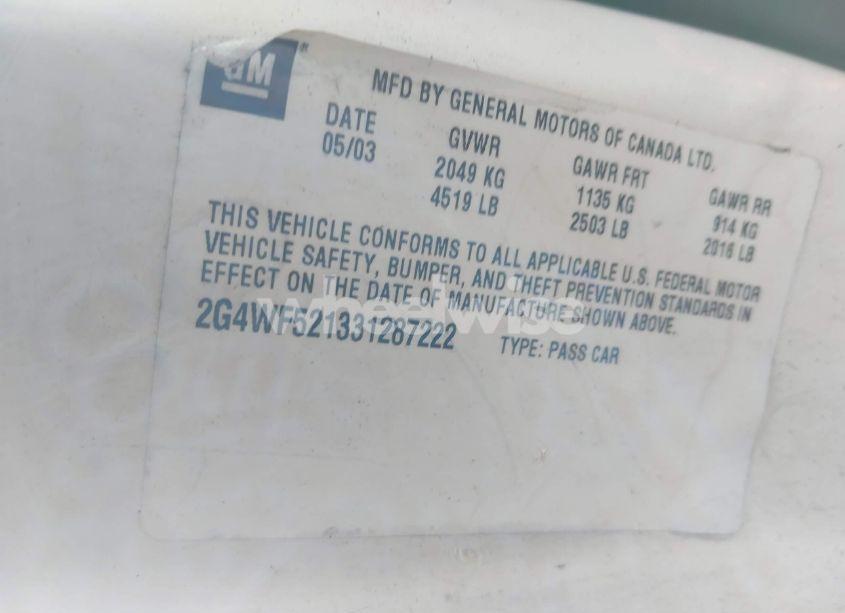 GM ®
MFD BY GENERAL MOTORS OF CANADA LTD.
DATE GVWR GAWR FRT GAWR RR
05/03 2049 KG 1135 KG 914 KG
4519 LB 2503 LB 2016 LB
THIS VEHICLE CONFORMS TO ALL APPLICABLE U.S. FEDERAL MOTOR
VEHICLE SAFETY, BUMPER, AND THEFT PREVENTION STANDARDS IN
EFFECT ON THE DATE OF MANUFACTURE SHOWN ABOVE.
2G4WF521331287222 TYPE: PASS CAR
wheelwise